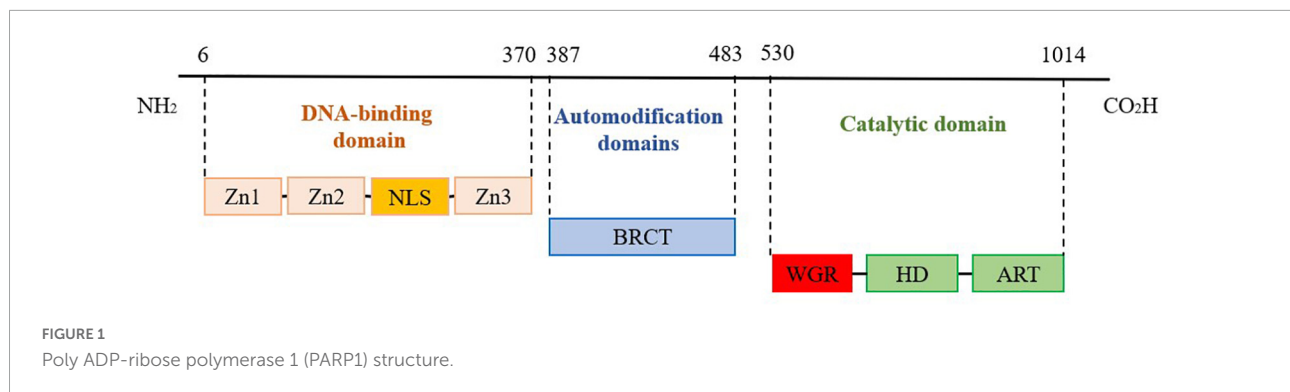 6 370 387 483 530 1014
NH₂ CO₂H
DNA-binding
domain
Automodification
domains
Catalytic domain
Zn1 Zn2 NLS Zn3
BRCT
WGR HD ART
FIGURE 1
Poly ADP-ribose polymerase 1 (PARP1) structure.